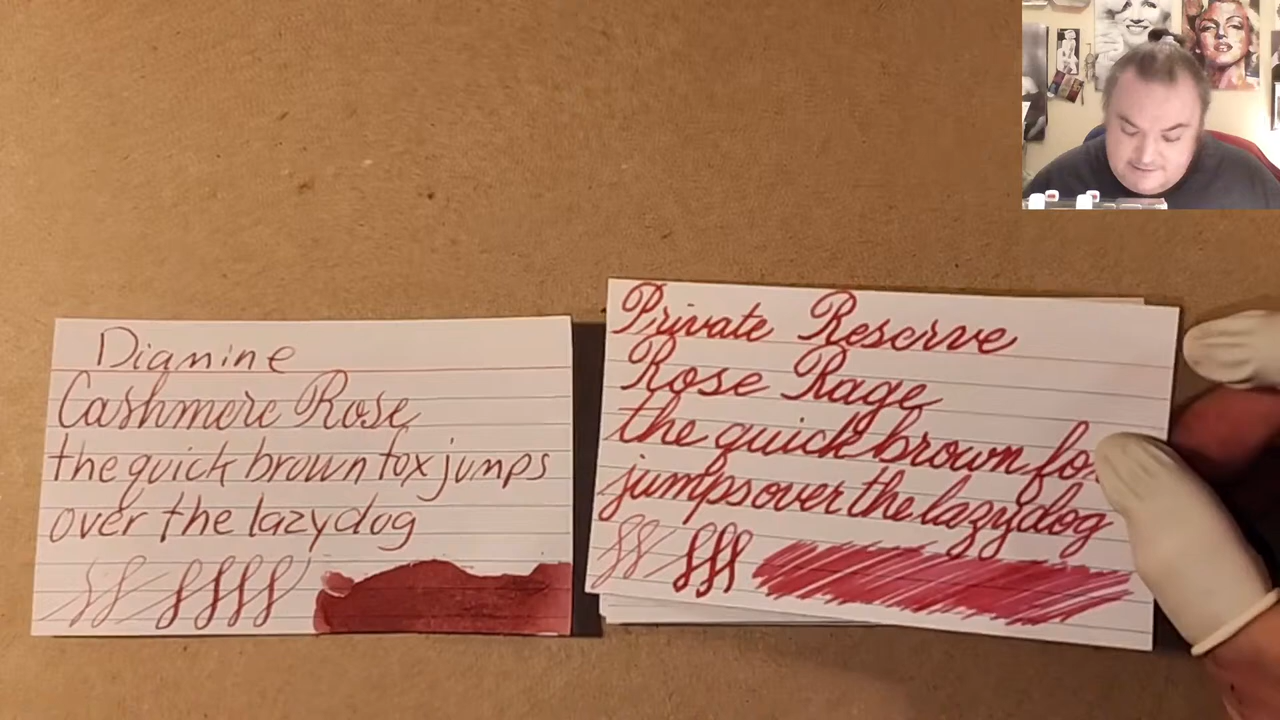 Diamine
Cashmere Rose
the quick brown fox jumps
over the lazy dog
Private Reserve
Rose Rage
the quick brown fox
jumps over the lazy dog